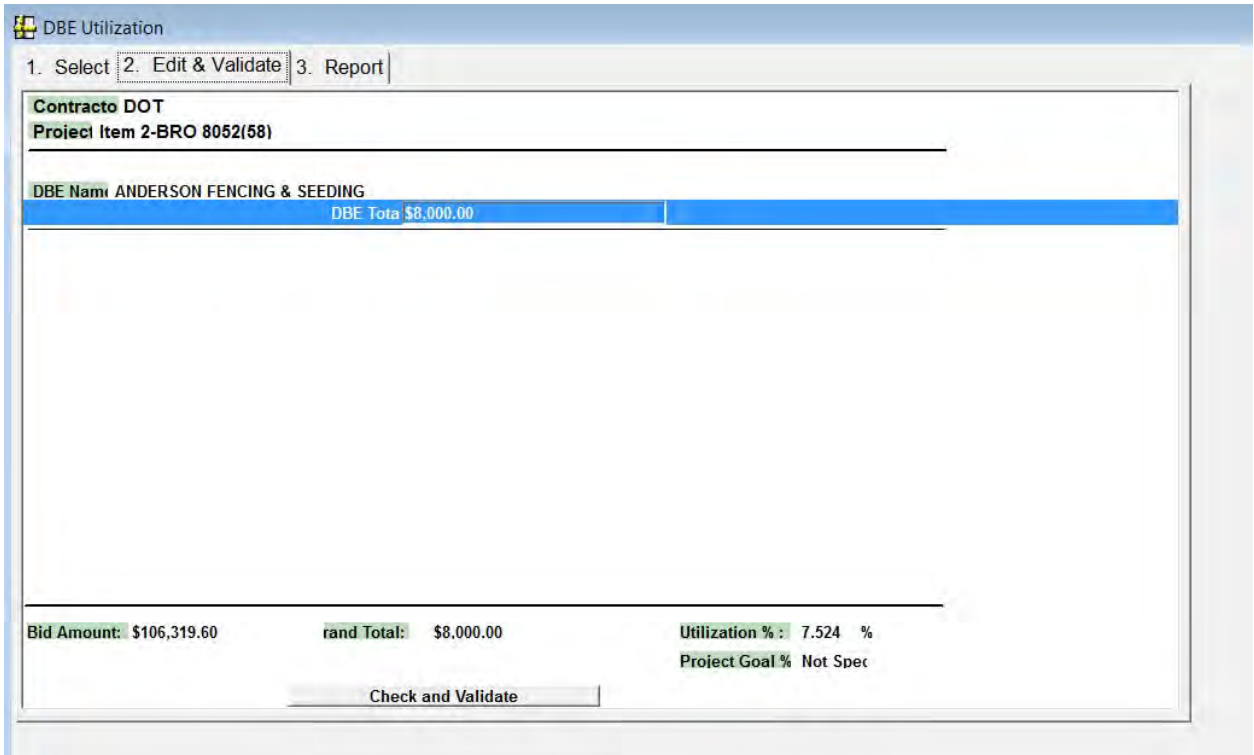 DBE Utilization
1. Select 2. Edit & Validate 3. Report
Contracto DOT
Project Item 2-BRO 8052(58)
DBE Name ANDERSON FENCING & SEEDING
DBE Tota $8,000.00
Bid Amount: $106,319.60 rand Total: $8,000.00 Utilization % : 7.524 %
Project Goal % Not Spec
Check and Validate